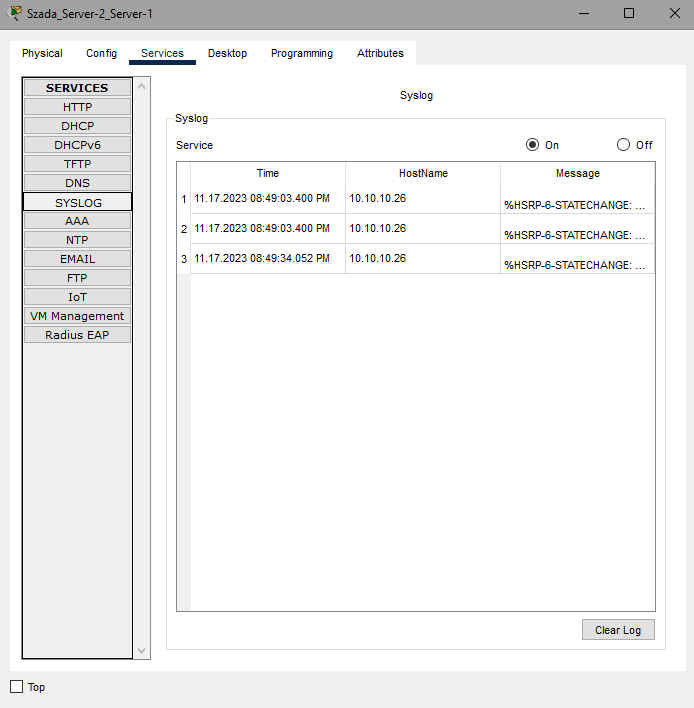 Szada_Server-2_Server-1
Physical Config Services Desktop Programming Attributes
SERVICES
HTTP
DHCP
DHCPv6
TFTP
DNS
SYSLOG
AAA
NTP
EMAIL
FTP
IoT
VM Management
Radius EAP
Syslog
Syslog
Service On Off
Time HostName Message
1 11.17.2023 08:49:03.400 PM 10.10.10.26 %HSRP-6-STATECHANGE: ...
2 11.17.2023 08:49:03.400 PM 10.10.10.26 %HSRP-6-STATECHANGE: ...
3 11.17.2023 08:49:34.052 PM 10.10.10.26 %HSRP-6-STATECHANGE: ...
Clear Log
Top